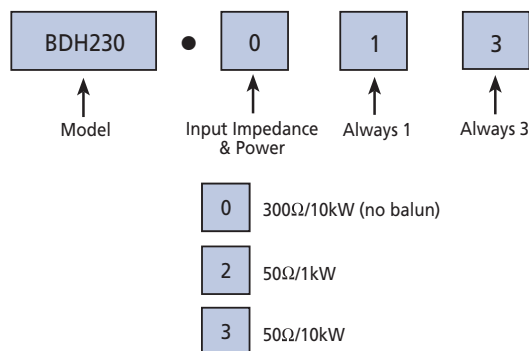 BDH230 • 0 1 3
Model
Input Impedance
& Power
Always 1
Always 3
0 300Ω/10kW (no balun)
2 50Ω/1kW
3 50Ω/10kW